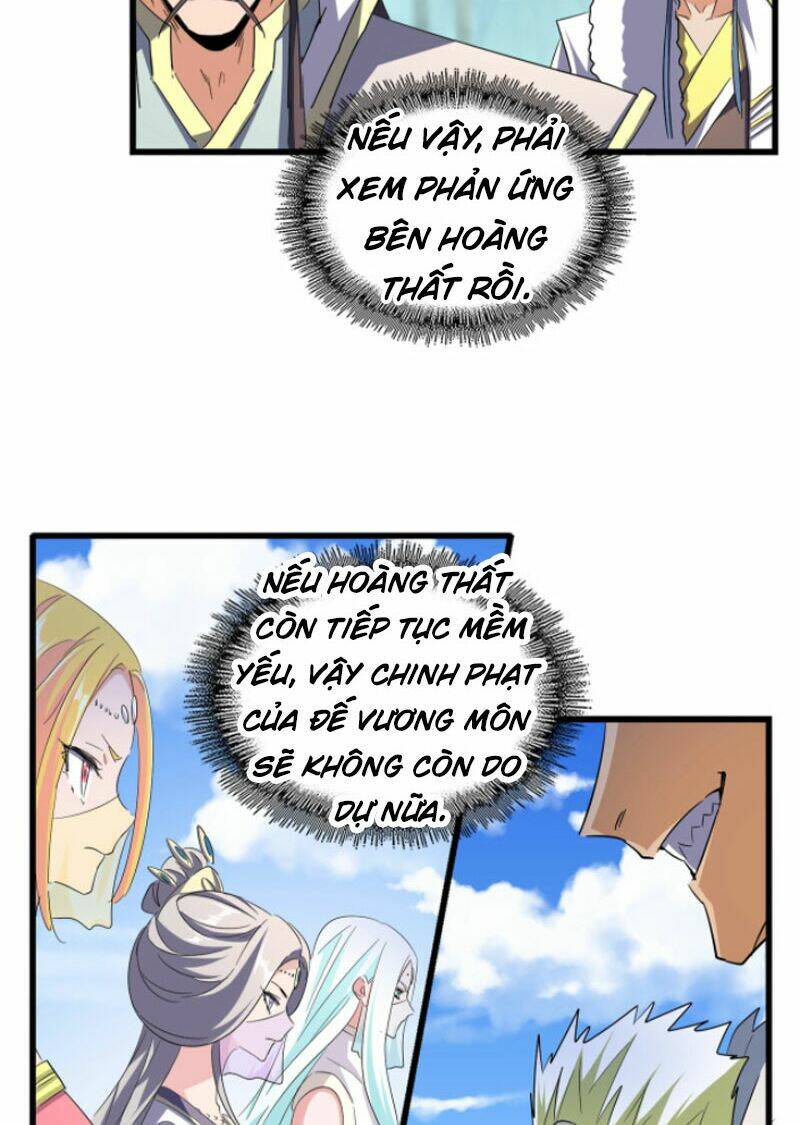 NẾU VẬY, PHẢI
XEM PHẢN ỨNG
BÊN HOÀNG
THẤT RỒI.
NẾU HOÀNG THẤT
CÒN TIẾP TỤC MỀM
YẾU, VẬY CHINH PHẠT
CỦA ĐẾ VƯƠNG MÔN
SẼ KHÔNG CÒN DO
DỰ NỮA.